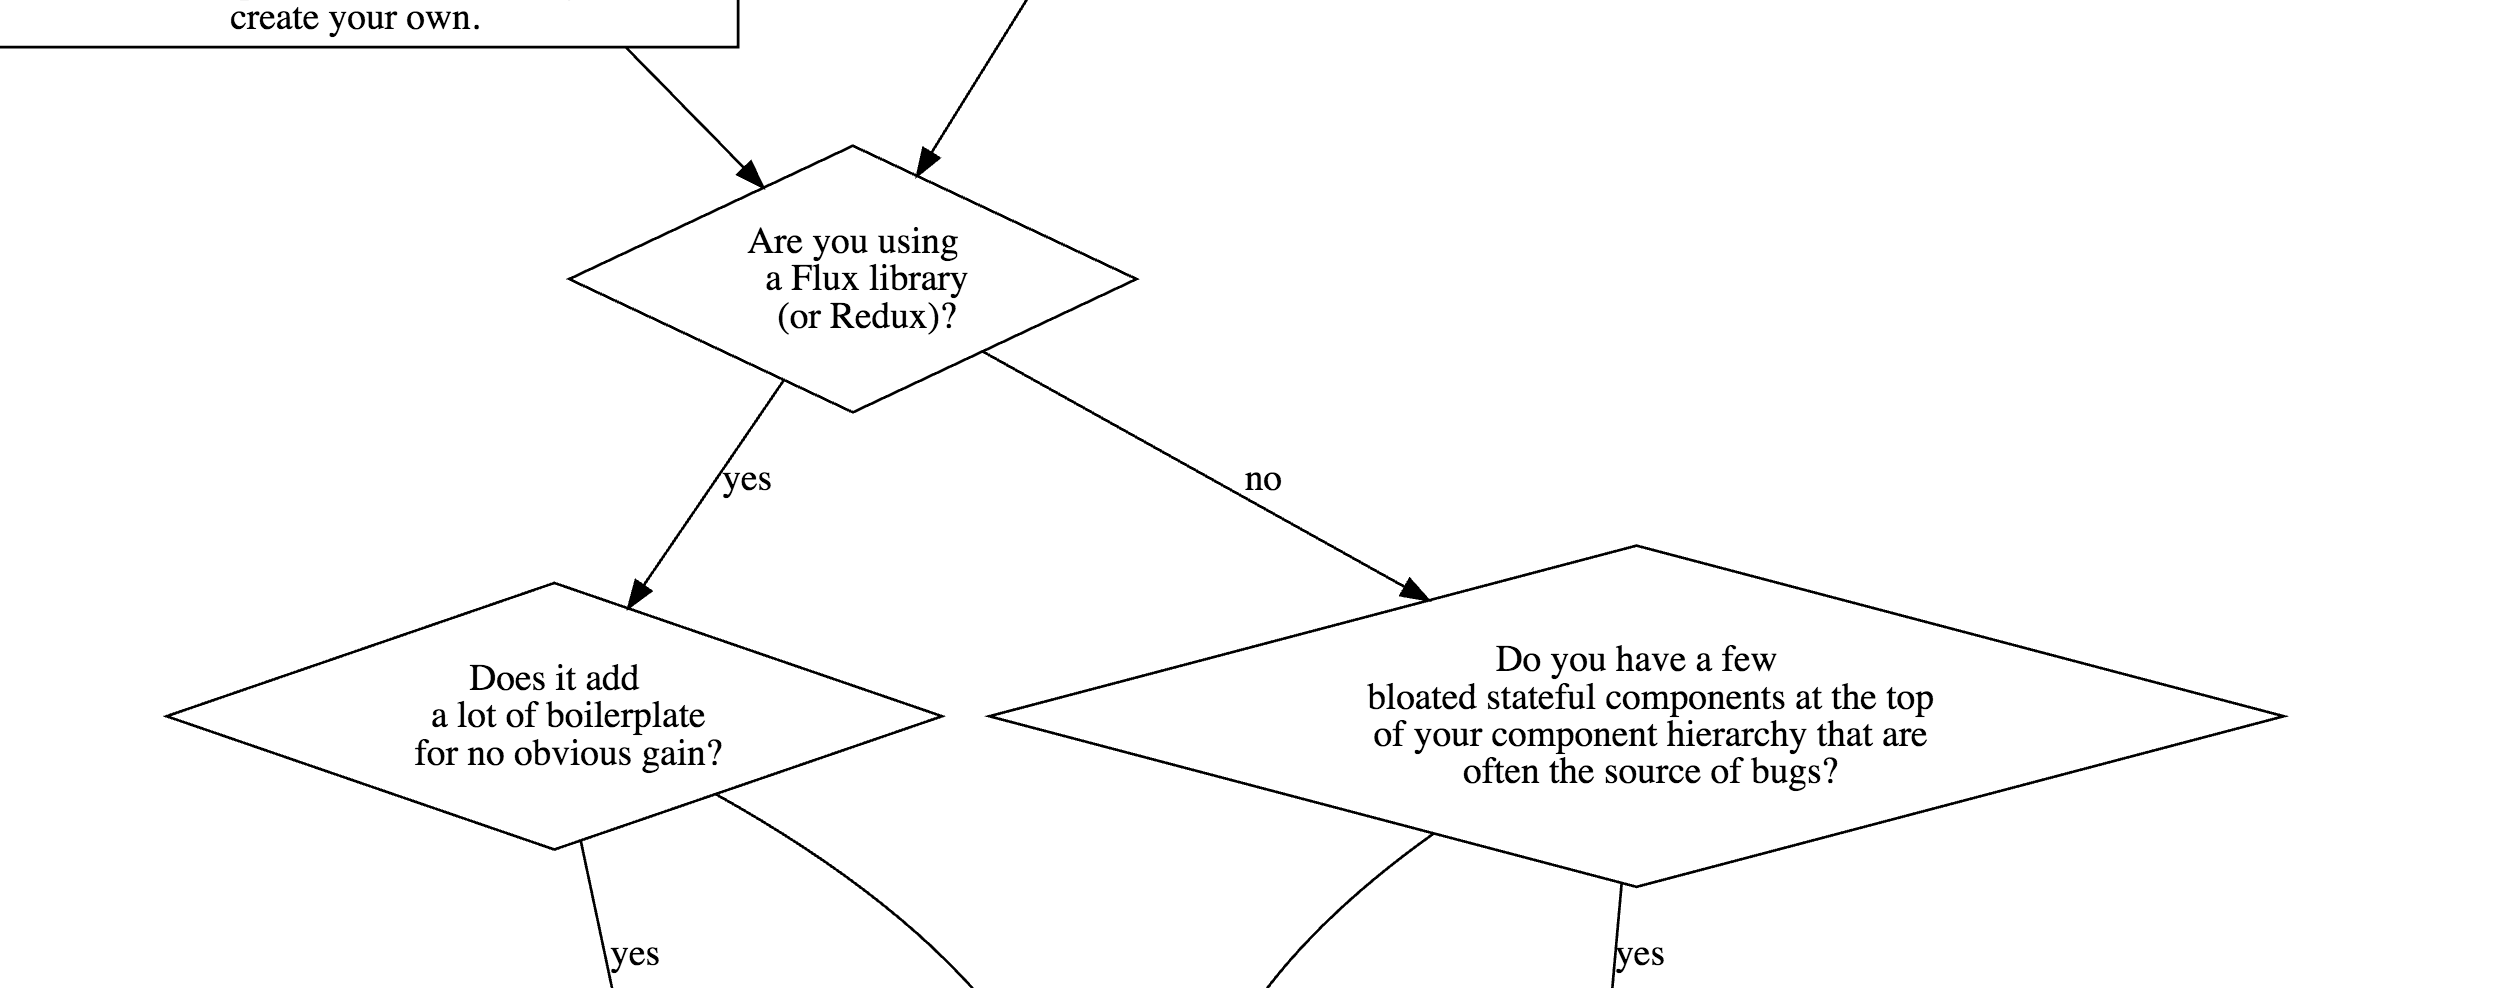 create your own.
Are you using
a Flux library
(or Redux)?
yes
no
Does it add
a lot of boilerplate
for no obvious gain?
Do you have a few
bloated stateful components at the top
of your component hierarchy that are
often the source of bugs?
yes
yes